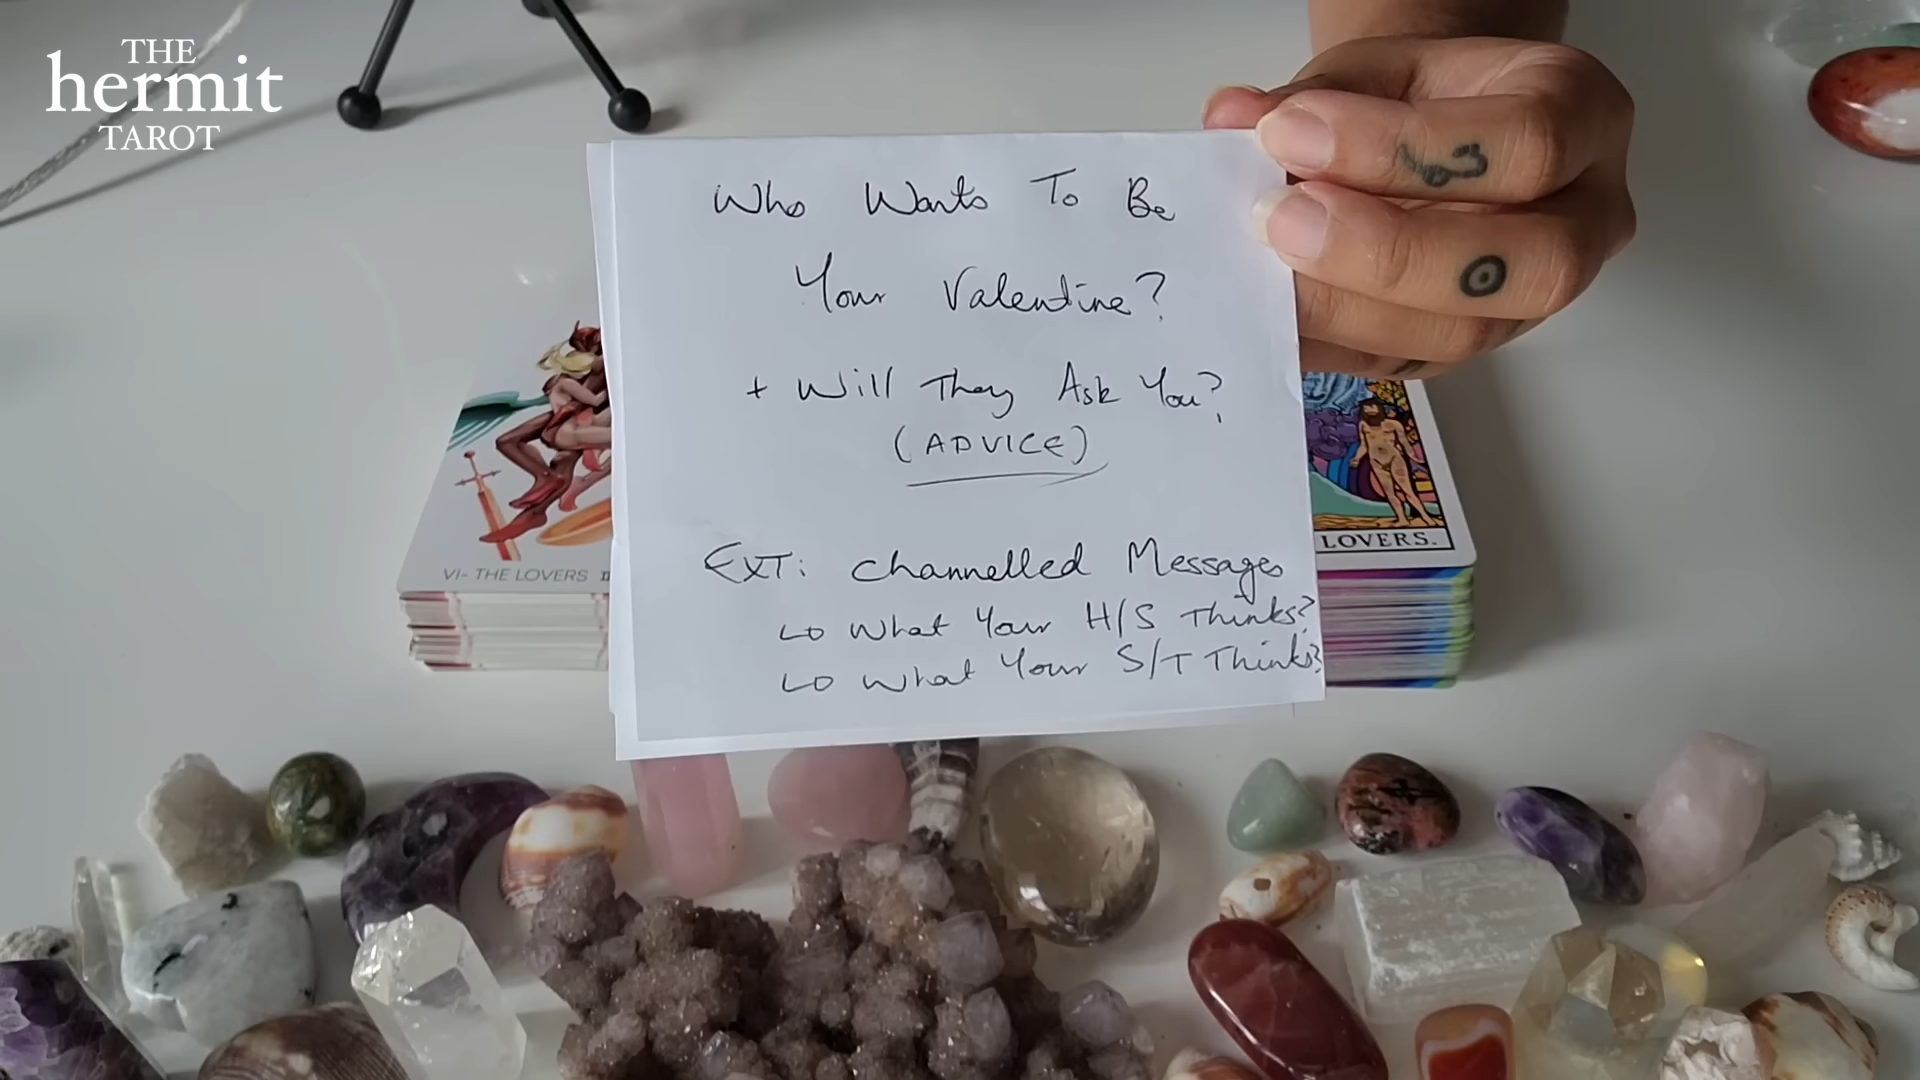 THE
hermit
TAROT
Who Wants To Be
Your Valentine?
+ Will They Ask You?
(ADVICE)
EXT: Channelled Messages
↳ What Your H/S Thinks?
↳ What Your S/T Thinks?
VI- THE LOVERS
LOVERS.